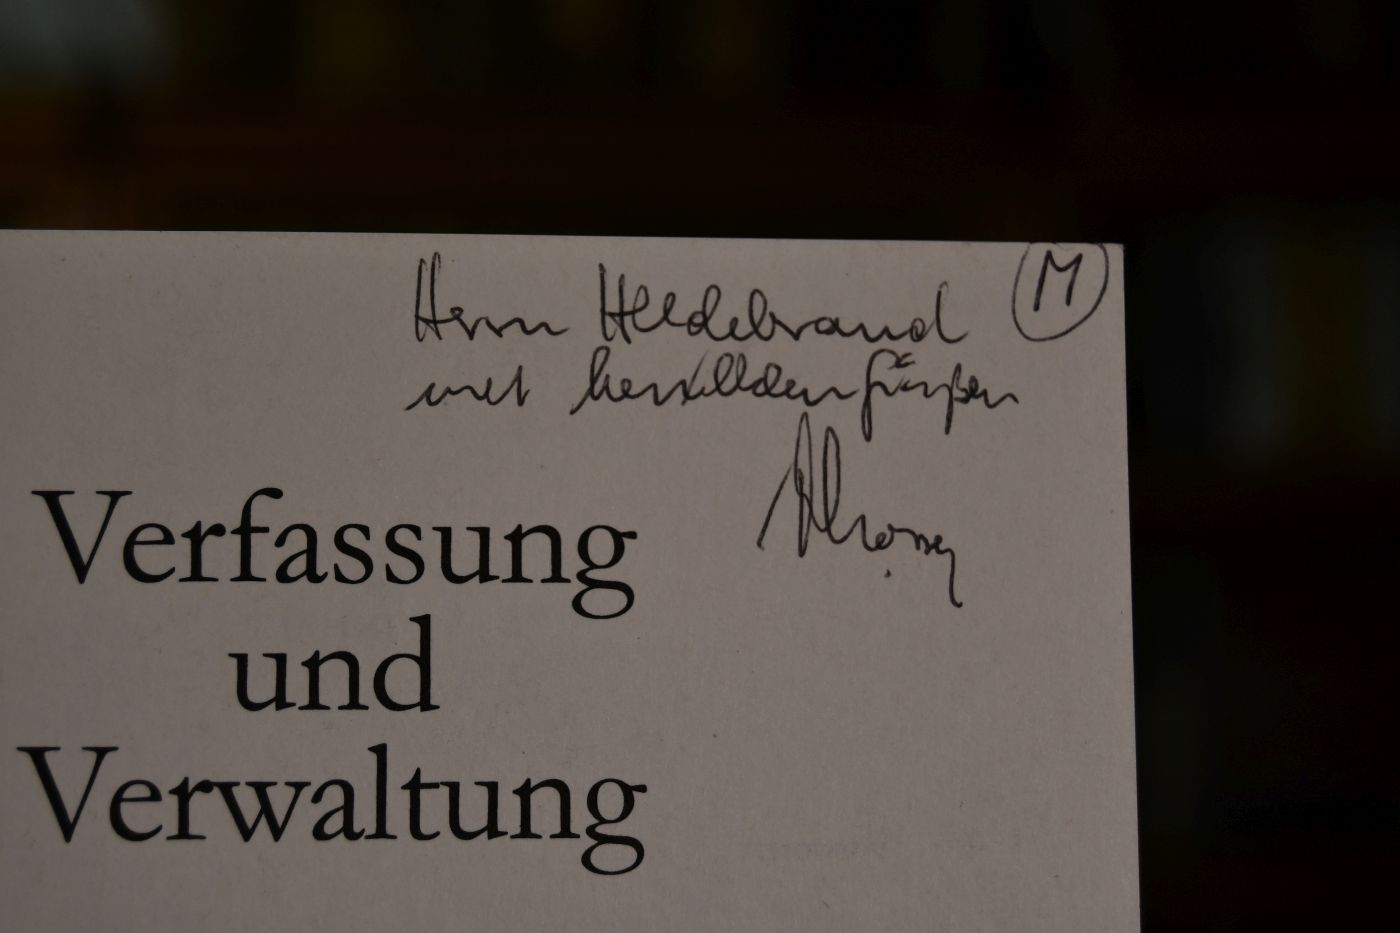 Herrn Hildebrand M
mit herzlichen Grüßen
Verfassung
und
Verwaltung